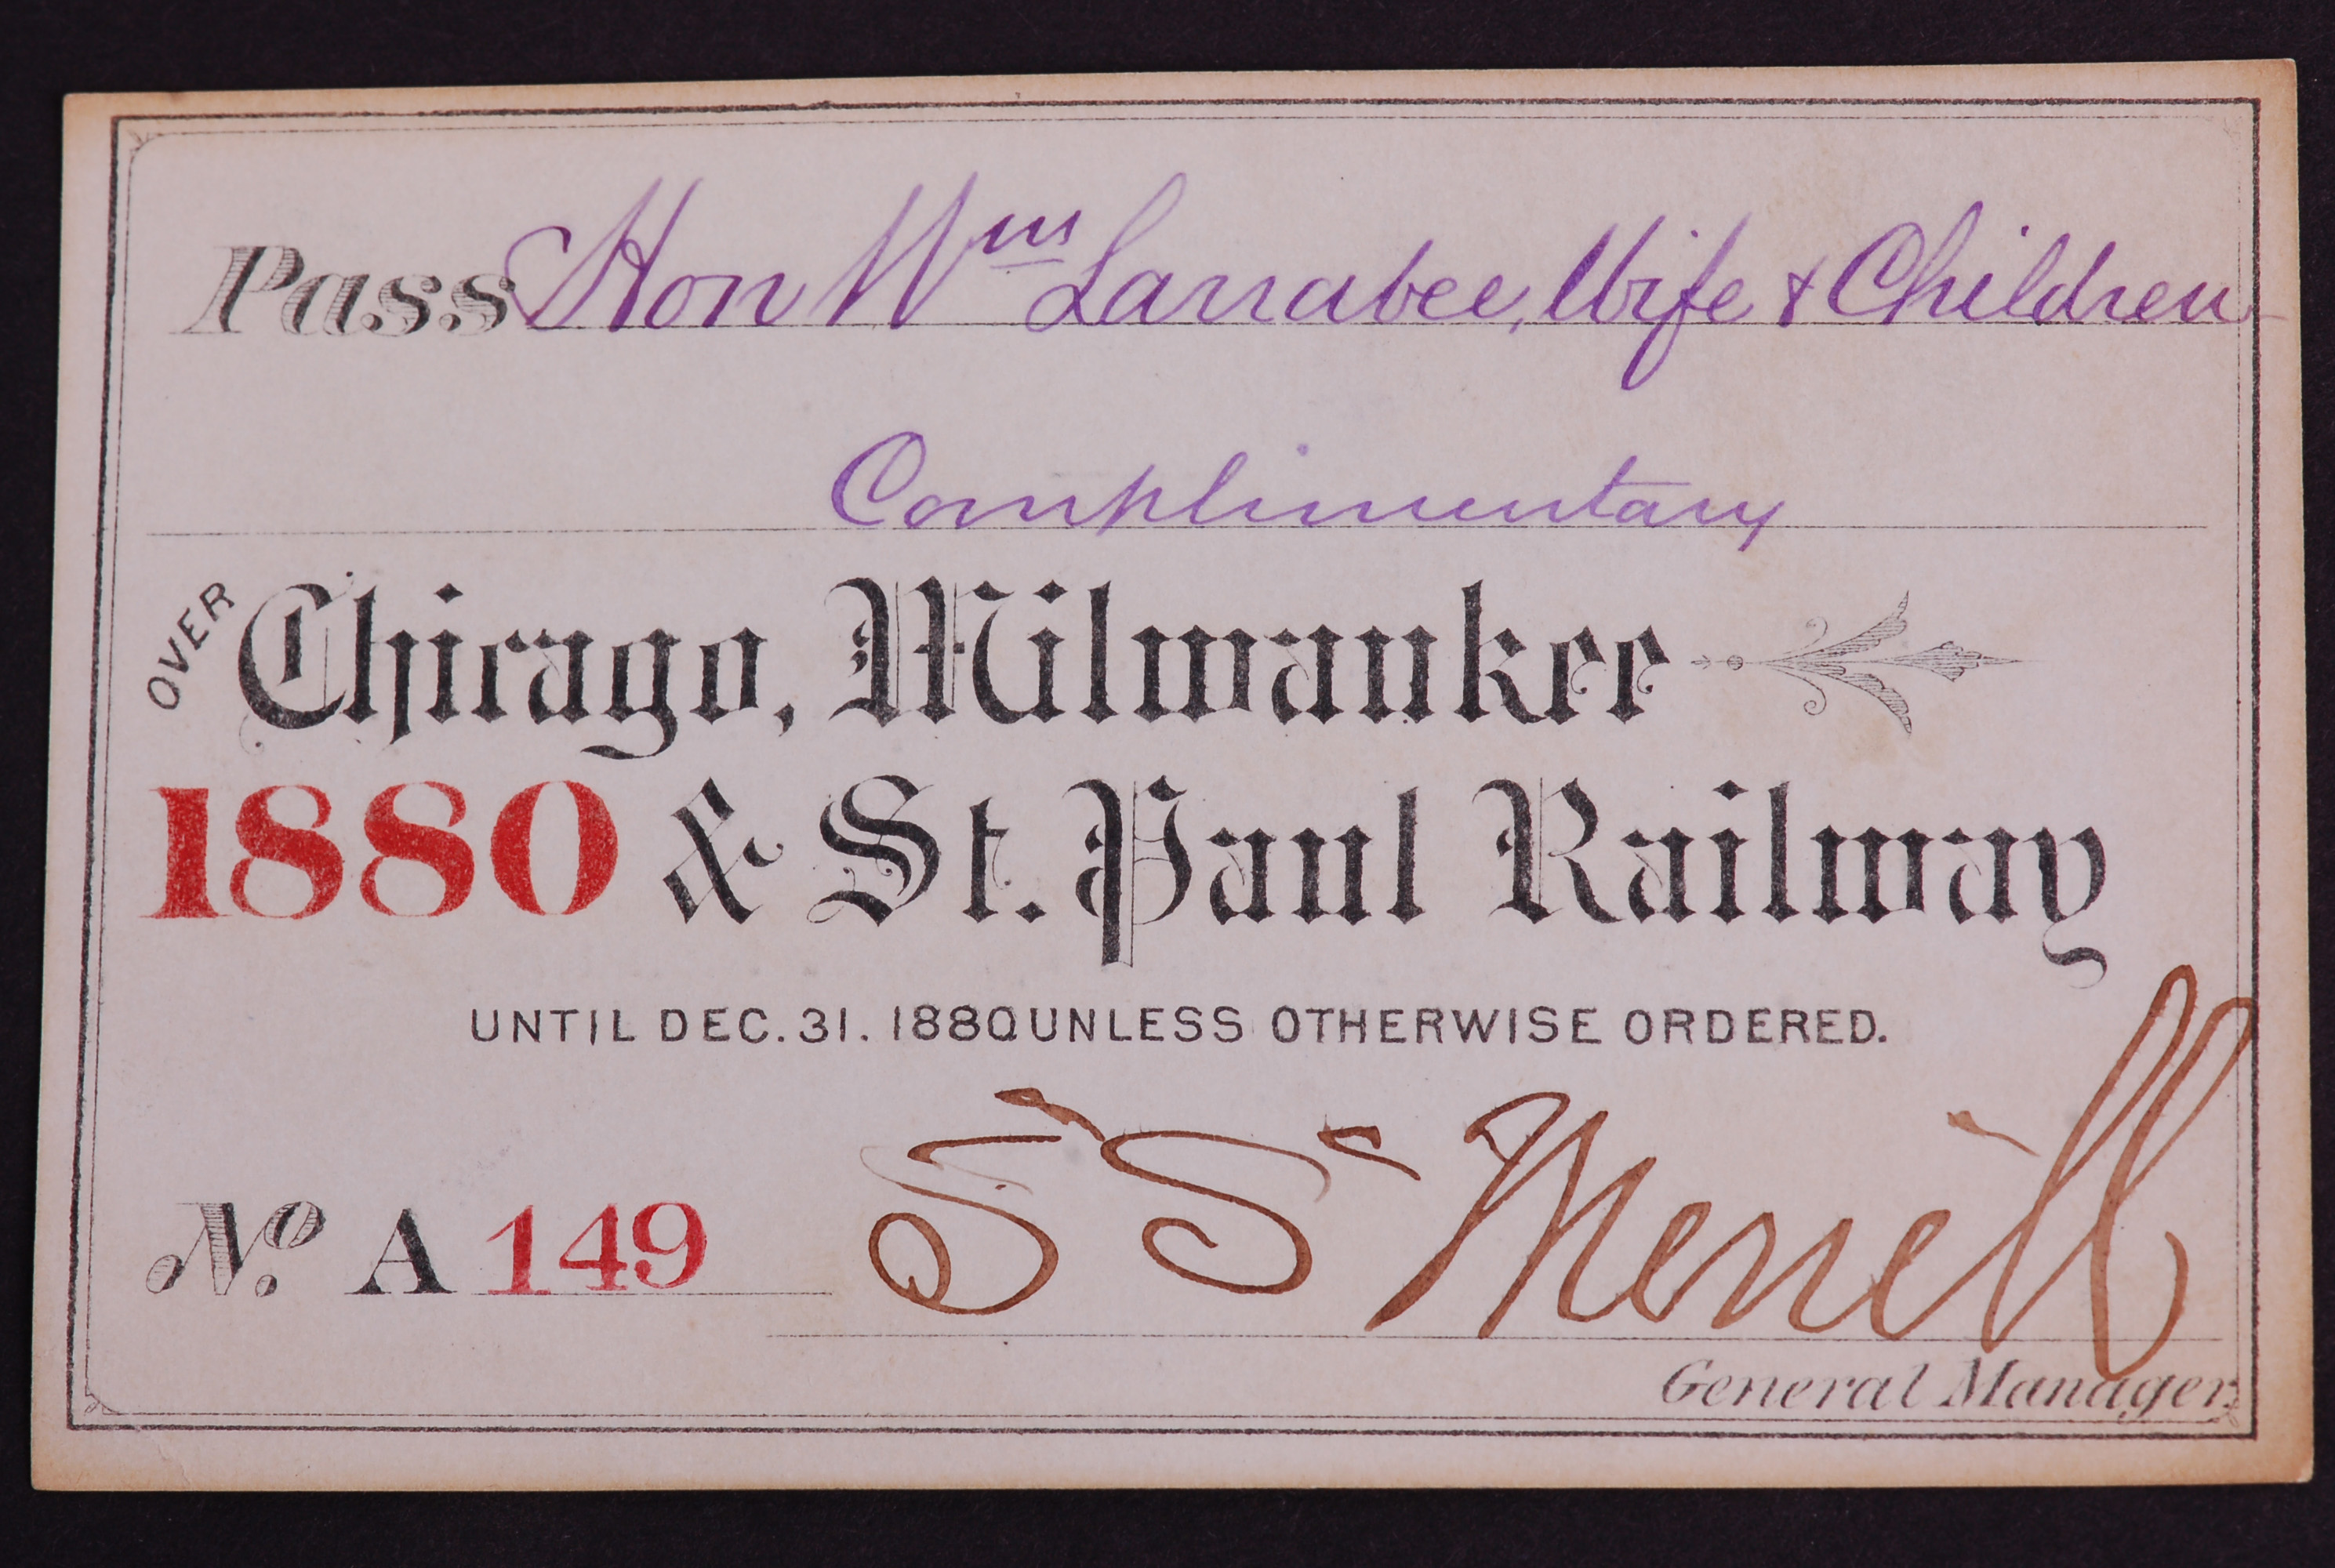 Pass Hon Wm Larrabee, Wife & Children
Complimentary
OVER Chicago, Milwaukee
1880 & St. Paul Railway
UNTIL DEC. 31. 1880 UNLESS OTHERWISE ORDERED.
No. A 149 S S Merrill
General Manager.